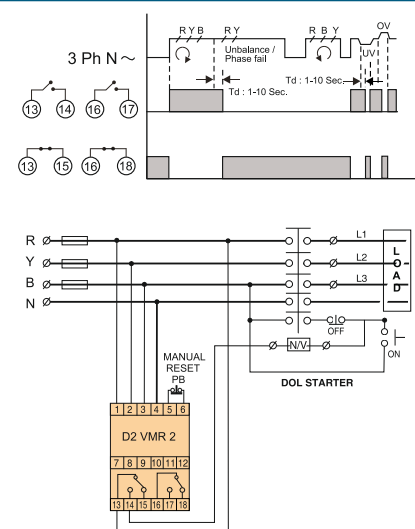 R Y B R Y R B Y OV
3 Ph N ~
Unbalance /
Phase fail
UV
Td : 1-10 Sec.
Td : 1-10 Sec.
13 14 16 17
13 15 16 18
R
Y
B
N
L1
L2
L3
L
O
A
D
OFF
N/V
ON
DOL STARTER
MANUAL
RESET
PB
1 2 3 4 5 6
D2 VMR 2
7 8 9 10 11 12
13 14 15 16 17 18